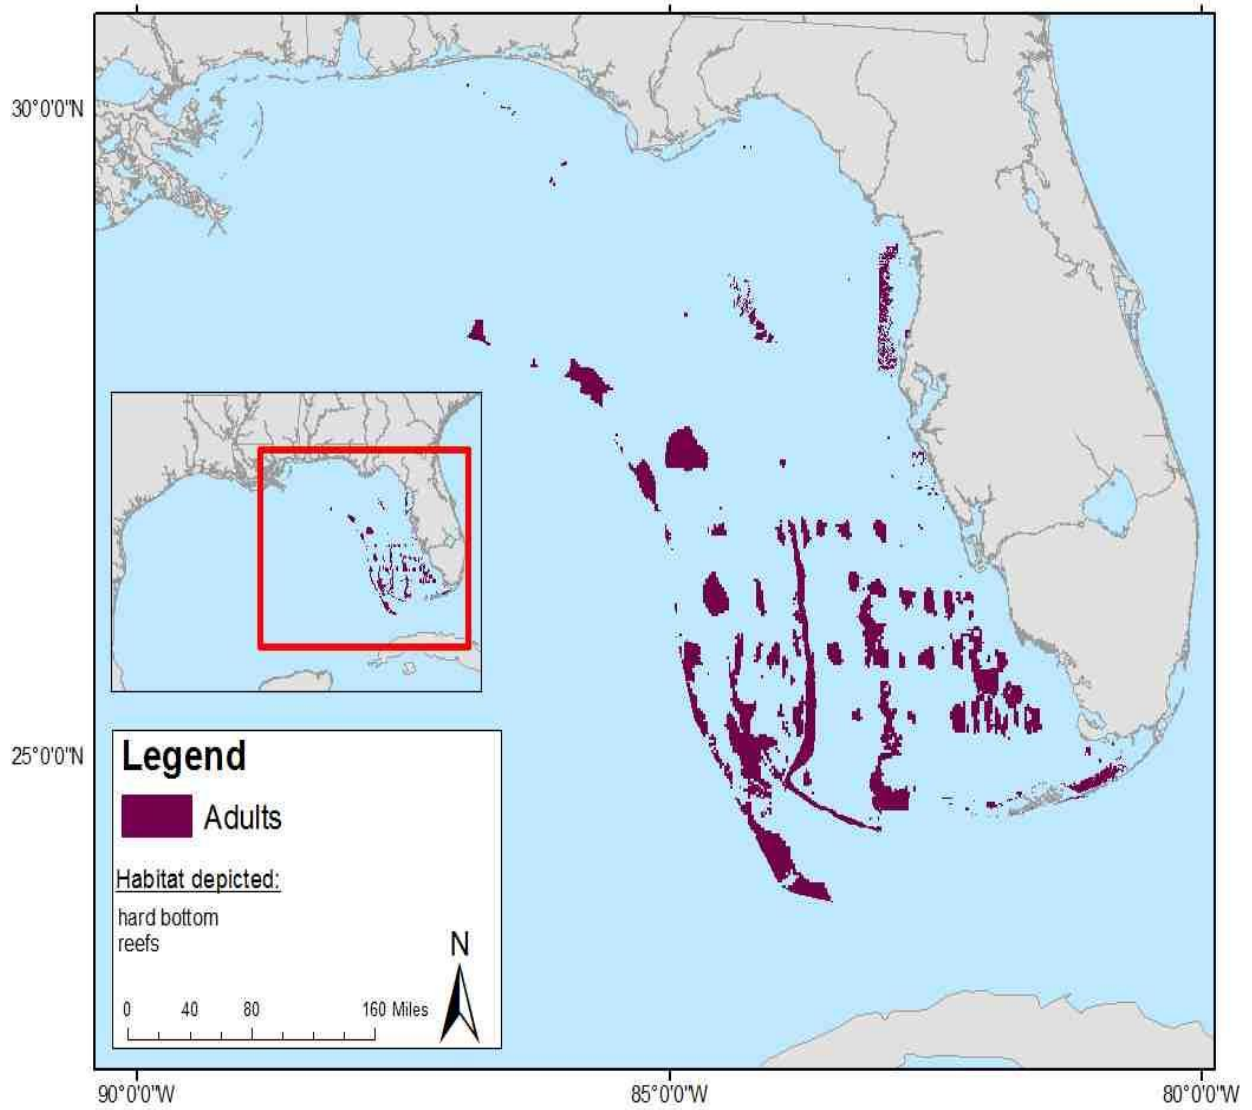 30°0'0"N
25°0'0"N
Legend
Adults
Habitat depicted:
hard bottom
reefs
N
0 40 80 160 Miles
90°0'0"W 85°0'0"W 80°0'0"W